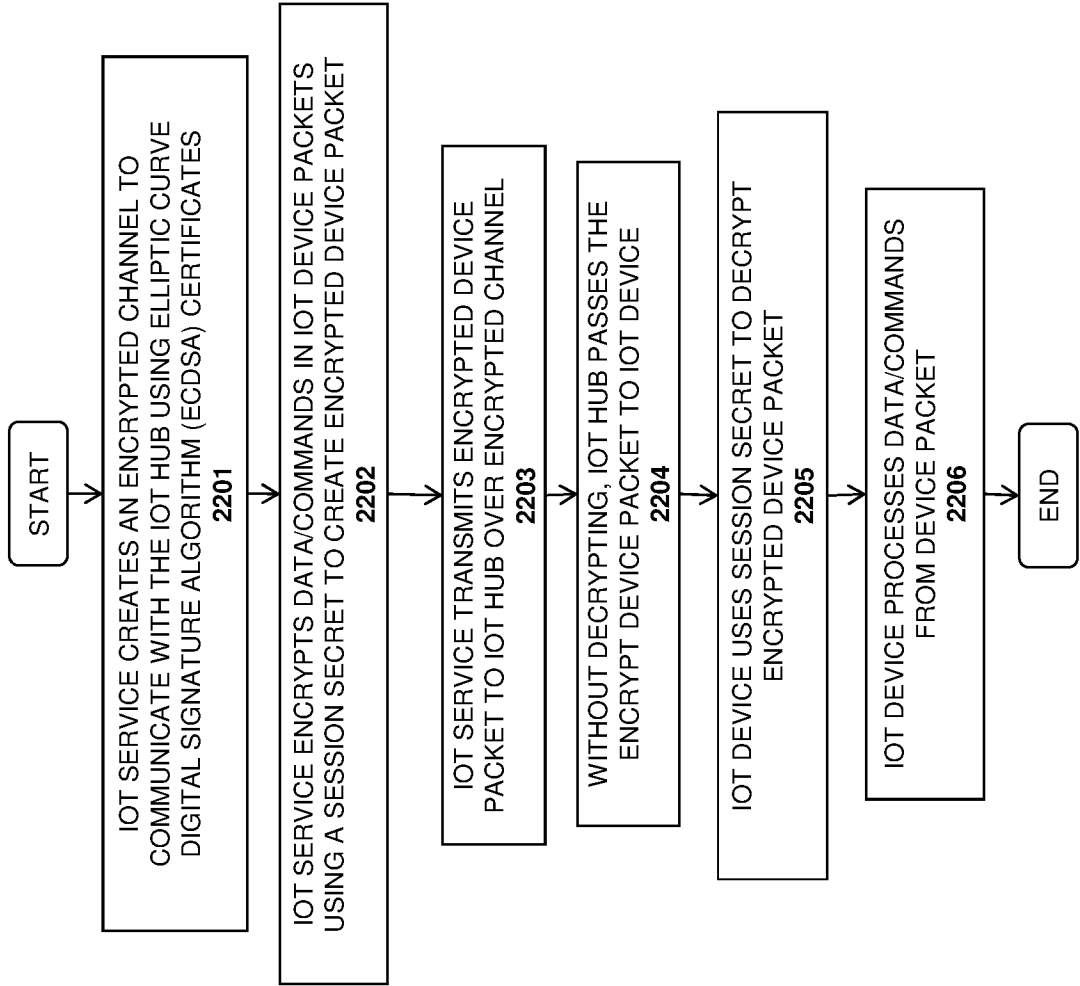 START
IOT SERVICE CREATES AN ENCRYPTED CHANNEL TO
COMMUNICATE WITH THE IOT HUB USING ELLIPTIC CURVE
DIGITAL SIGNATURE ALGORITHM (ECDSA) CERTIFICATES
2201
IOT SERVICE ENCRYPTS DATA/COMMANDS IN IOT DEVICE PACKETS
USING A SESSION SECRET TO CREATE ENCRYPTED DEVICE PACKET
2202
IOT SERVICE TRANSMITS ENCRYPTED DEVICE
PACKET TO IOT HUB OVER ENCRYPTED CHANNEL
2203
WITHOUT DECRYPTING, IOT HUB PASSES THE
ENCRYPT DEVICE PACKET TO IOT DEVICE
2204
IOT DEVICE USES SESSION SECRET TO DECRYPT
ENCRYPTED DEVICE PACKET
2205
IOT DEVICE PROCESSES DATA/COMMANDS
FROM DEVICE PACKET
2206
END